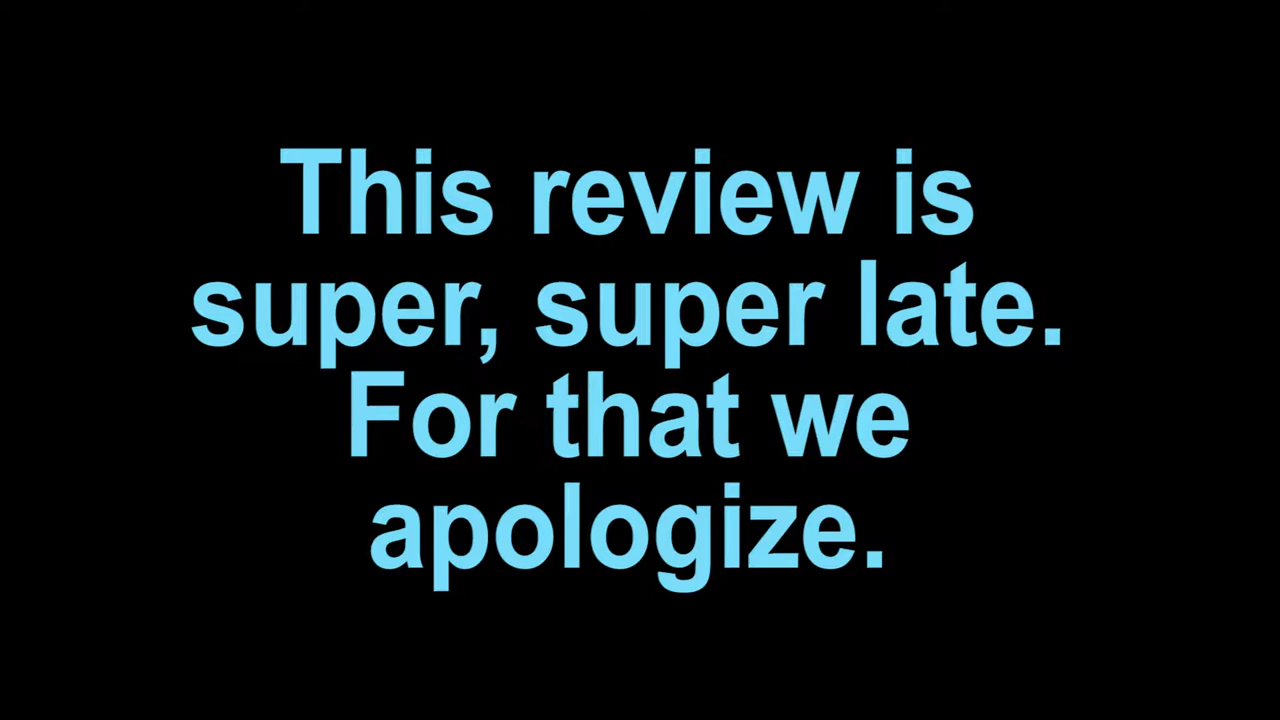 This review is
super, super late.
For that we
apologize.